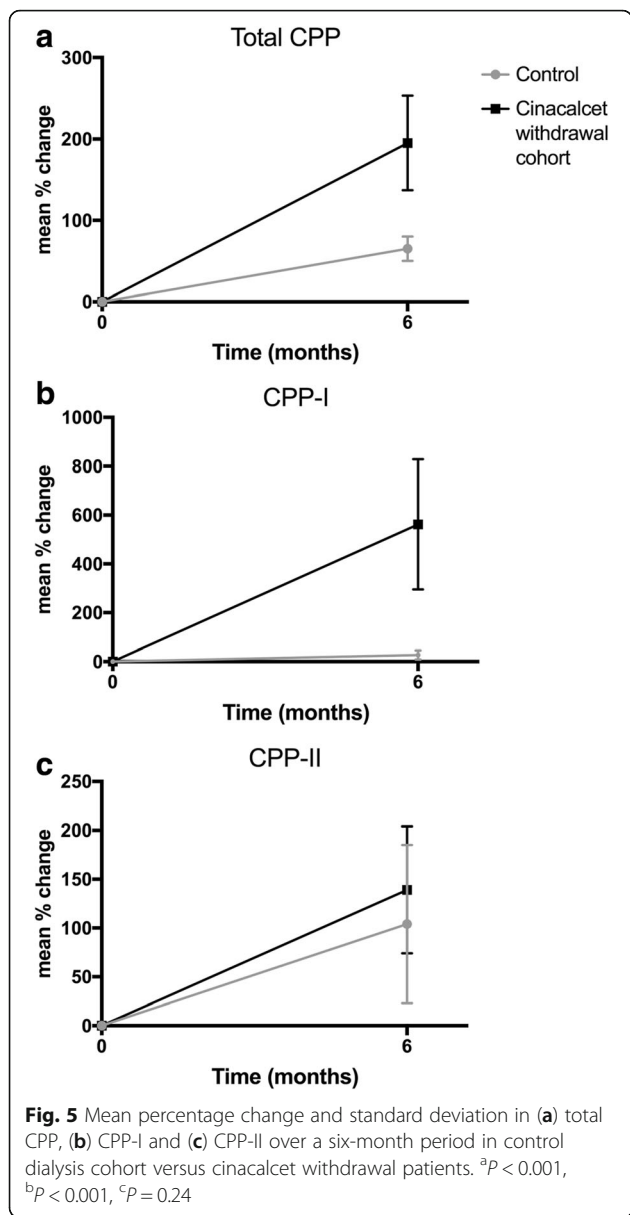 a
Total CPP
300
200
100
0
mean % change
0
6
Time (months)
Control
Cinacalcet
withdrawal
cohort
b
CPP-I
1000
800
600
400
200
0
mean % change
0
6
Time (months)
c
CPP-II
250
200
150
100
50
0
mean % change
0
6
Time (months)
Fig. 5 Mean percentage change and standard deviation in (a) total
CPP, (b) CPP-I and (c) CPP-II over a six-month period in control
dialysis cohort versus cinacalcet withdrawal patients. ᵃP < 0.001,
ᵇP < 0.001, ᶜP = 0.24